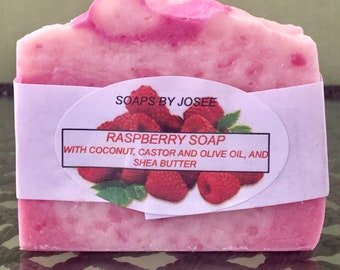 SOAPS BY JOSEE
RASPBERRY SOAP
WITH COCONUT, CASTOR AND OLIVE OIL, AND
SHEA BUTTER